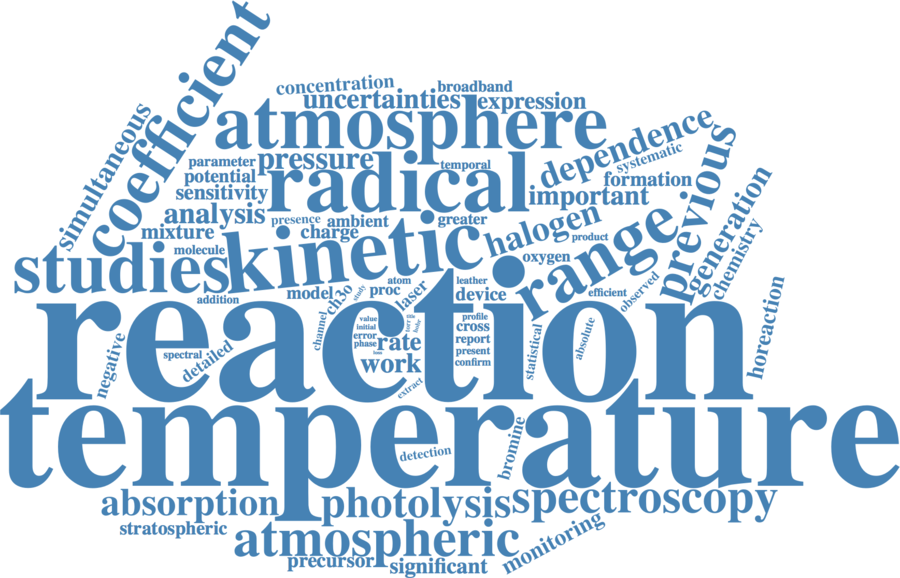 coefficient
simultaneous
concentration
broadband
uncertainties
expression
atmosphere
dependence
systematic
previous
parameter
pressure
temporal
potential
radical
formation
sensitivity
important
generation
analysis
presence
ambient
greater
halogen
range
mixture
charge
product
chemistry
molecule
kinetic
oxygen
studies
atom
leather
observed
addition
model
ch3o
study
proc
laser
device
efficient
horeaction
reaction
channel
value
initial
error
phase
rate
work
profile
cross
report
present
confirm
statistical
absolute
negative
spectral
detailed
extract
temperature
detection
bromine
absorption
photolysis
spectroscopy
stratospheric
atmospheric
monitoring
precursor
significant